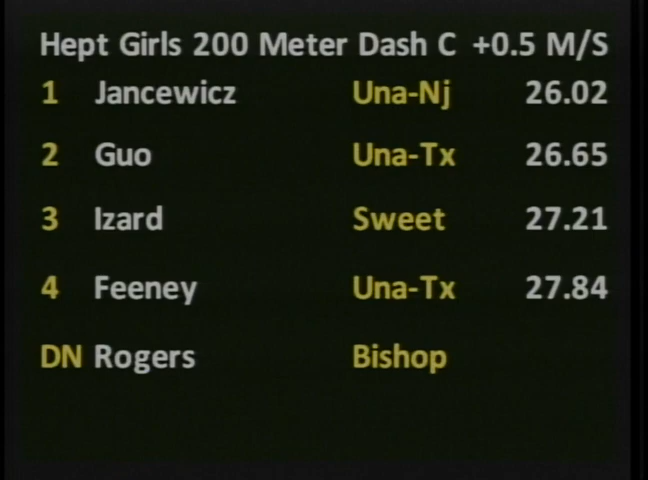 Hept Girls 200 Meter Dash C +0.5 M/S
1 Jancewicz Una-Nj 26.02
2 Guo Una-Tx 26.65
3 Izard Sweet 27.21
4 Feeney Una-Tx 27.84
DN Rogers Bishop